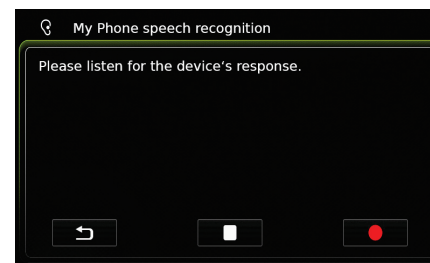 My Phone speech recognition
Please listen for the device's response.